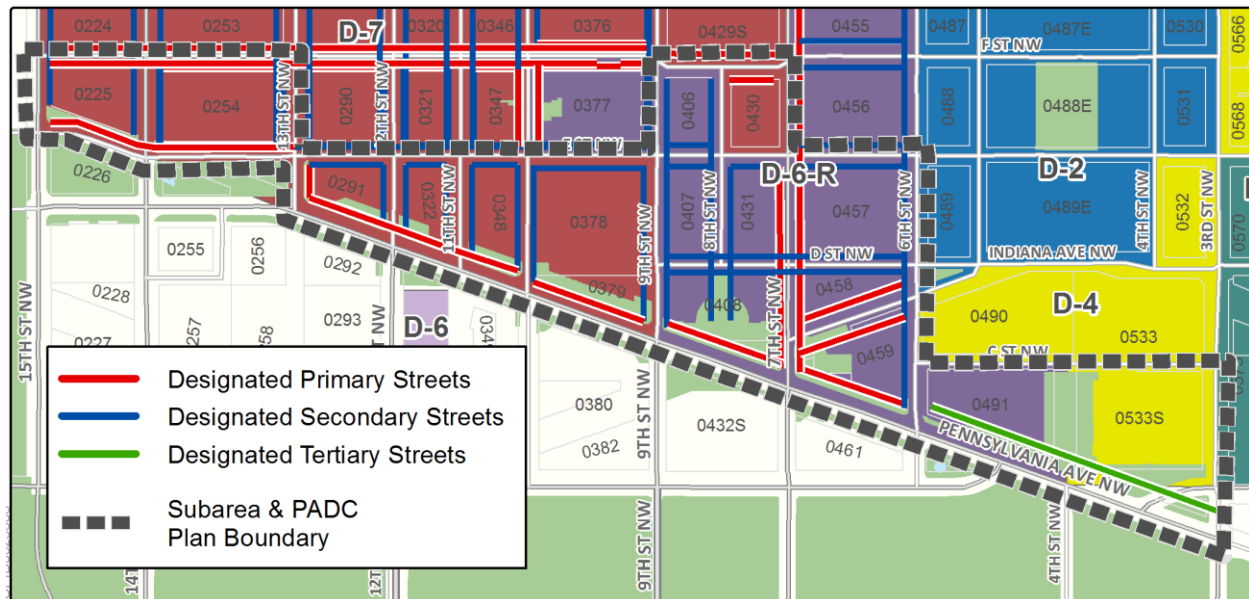 0224
0253
0320
0346
0376
0429S
0455
0487
0487E
0530
0566
D-7
F ST NW
13TH ST NW
0225
0254
0290
0321
0347
0377
0406
0430
0456
0488
0488E
0531
0568
E ST NW
0226
0291
0322
11TH ST NW
0348
0378
9TH ST NW
0407
8TH ST NW
0431
D-6-R
0457
6TH ST NW
0489
D-2
0489E
4TH ST NW
0532
3RD ST NW
0570
INDIANA AVE NW
D ST NW
0255
0256
0292
0228
0293
0379
0408
7TH ST NW
0458
0490
D-4
0533
15TH ST NW
0227
0257
0258
D-6
C ST NW
0459
0491
0533S
0380
0382
9TH ST NW
0432S
0461
PENNSYLVANIA AVE NW
Designated Primary Streets
Designated Secondary Streets
Designated Tertiary Streets
Subarea & PADC
Plan Boundary
9TH ST NW
4TH ST NW